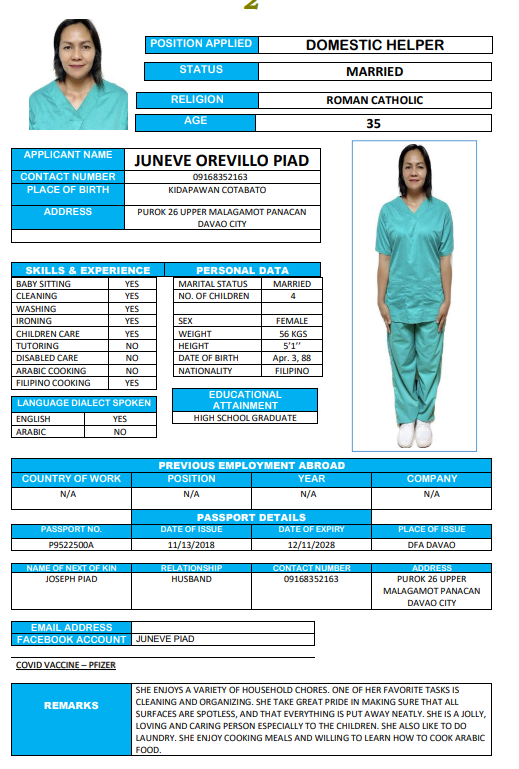 2
POSITION APPLIED DOMESTIC HELPER
STATUS MARRIED
RELIGION ROMAN CATHOLIC
AGE 35
APPLICANT NAME JUNEVE OREVILLO PIAD
CONTACT NUMBER 09168352163
PLACE OF BIRTH KIDAPAWAN COTABATO
ADDRESS PUROK 26 UPPER MALAGAMOT PANACAN
DAVAO CITY
SKILLS & EXPERIENCE
BABY SITTING YES
CLEANING YES
WASHING YES
IRONING YES
CHILDREN CARE YES
TUTORING NO
DISABLED CARE NO
ARABIC COOKING NO
FILIPINO COOKING YES
PERSONAL DATA
MARITAL STATUS MARRIED
NO. OF CHILDREN 4
SEX FEMALE
WEIGHT 56 KGS
HEIGHT 5'1''
DATE OF BIRTH Apr. 3, 88
NATIONALITY FILIPINO
LANGUAGE DIALECT SPOKEN
ENGLISH YES
ARABIC NO
EDUCATIONAL
ATTAINMENT
HIGH SCHOOL GRADUATE
PREVIOUS EMPLOYMENT ABROAD
COUNTRY OF WORK POSITION YEAR COMPANY
N/A N/A N/A N/A
PASSPORT DETAILS
PASSPORT NO. DATE OF ISSUE DATE OF EXPIRY PLACE OF ISSUE
P9522500A 11/13/2018 12/11/2028 DFA DAVAO
NAME OF NEXT OF KIN RELATIONSHIP CONTACT NUMBER ADDRESS
JOSEPH PIAD HUSBAND 09168352163 PUROK 26 UPPER
MALAGAMOT PANACAN
DAVAO CITY
EMAIL ADDRESS
FACEBOOK ACCOUNT JUNEVE PIAD
COVID VACCINE – PFIZER
REMARKS
SHE ENJOYS A VARIETY OF HOUSEHOLD CHORES. ONE OF HER FAVORITE TASKS IS
CLEANING AND ORGANIZING. SHE TAKE GREAT PRIDE IN MAKING SURE THAT ALL
SURFACES ARE SPOTLESS, AND THAT EVERYTHING IS PUT AWAY NEATLY. SHE IS A JOLLY,
LOVING AND CARING PERSON ESPECIALLY TO THE CHILDREN. SHE ALSO LIKE TO DO
LAUNDRY. SHE ENJOY COOKING MEALS AND WILLING TO LEARN HOW TO COOK ARABIC
FOOD.